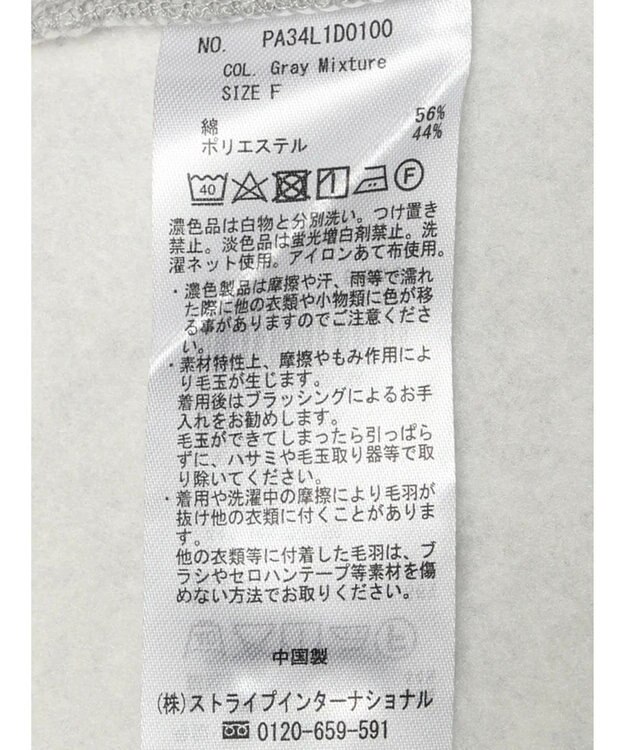 NO. PA34L1D0100
COL. Gray Mixture
SIZE F
綿 56%
ポリエステル 44%
40 F
濃色品は白物と分別洗い。つけ置き
禁止。淡色品は蛍光増白剤禁止。洗
濯ネット使用。アイロンあて布使用。
・濃色製品は摩擦や汗、雨等で濡れ
た際に他の衣類や小物類に色が移
る事がありますのでご注意くださ
い。
・素材特性上、摩擦やもみ作用によ
り毛玉が生じます。
着用後はブラッシングによるお手
入れをお勧めします。
毛玉ができてしまったら引っぱら
ずに、ハサミや毛玉取り器等で取
り除いてください。
・着用や洗濯中の摩擦により毛羽が
抜け他の衣類に付くことがありま
す。
他の衣類等に付着した毛羽は、ブ
ラシやセロハンテープ等素材を傷
めない方法でお取りください。
中国製
(株)ストライプインターナショナル
0120-659-591